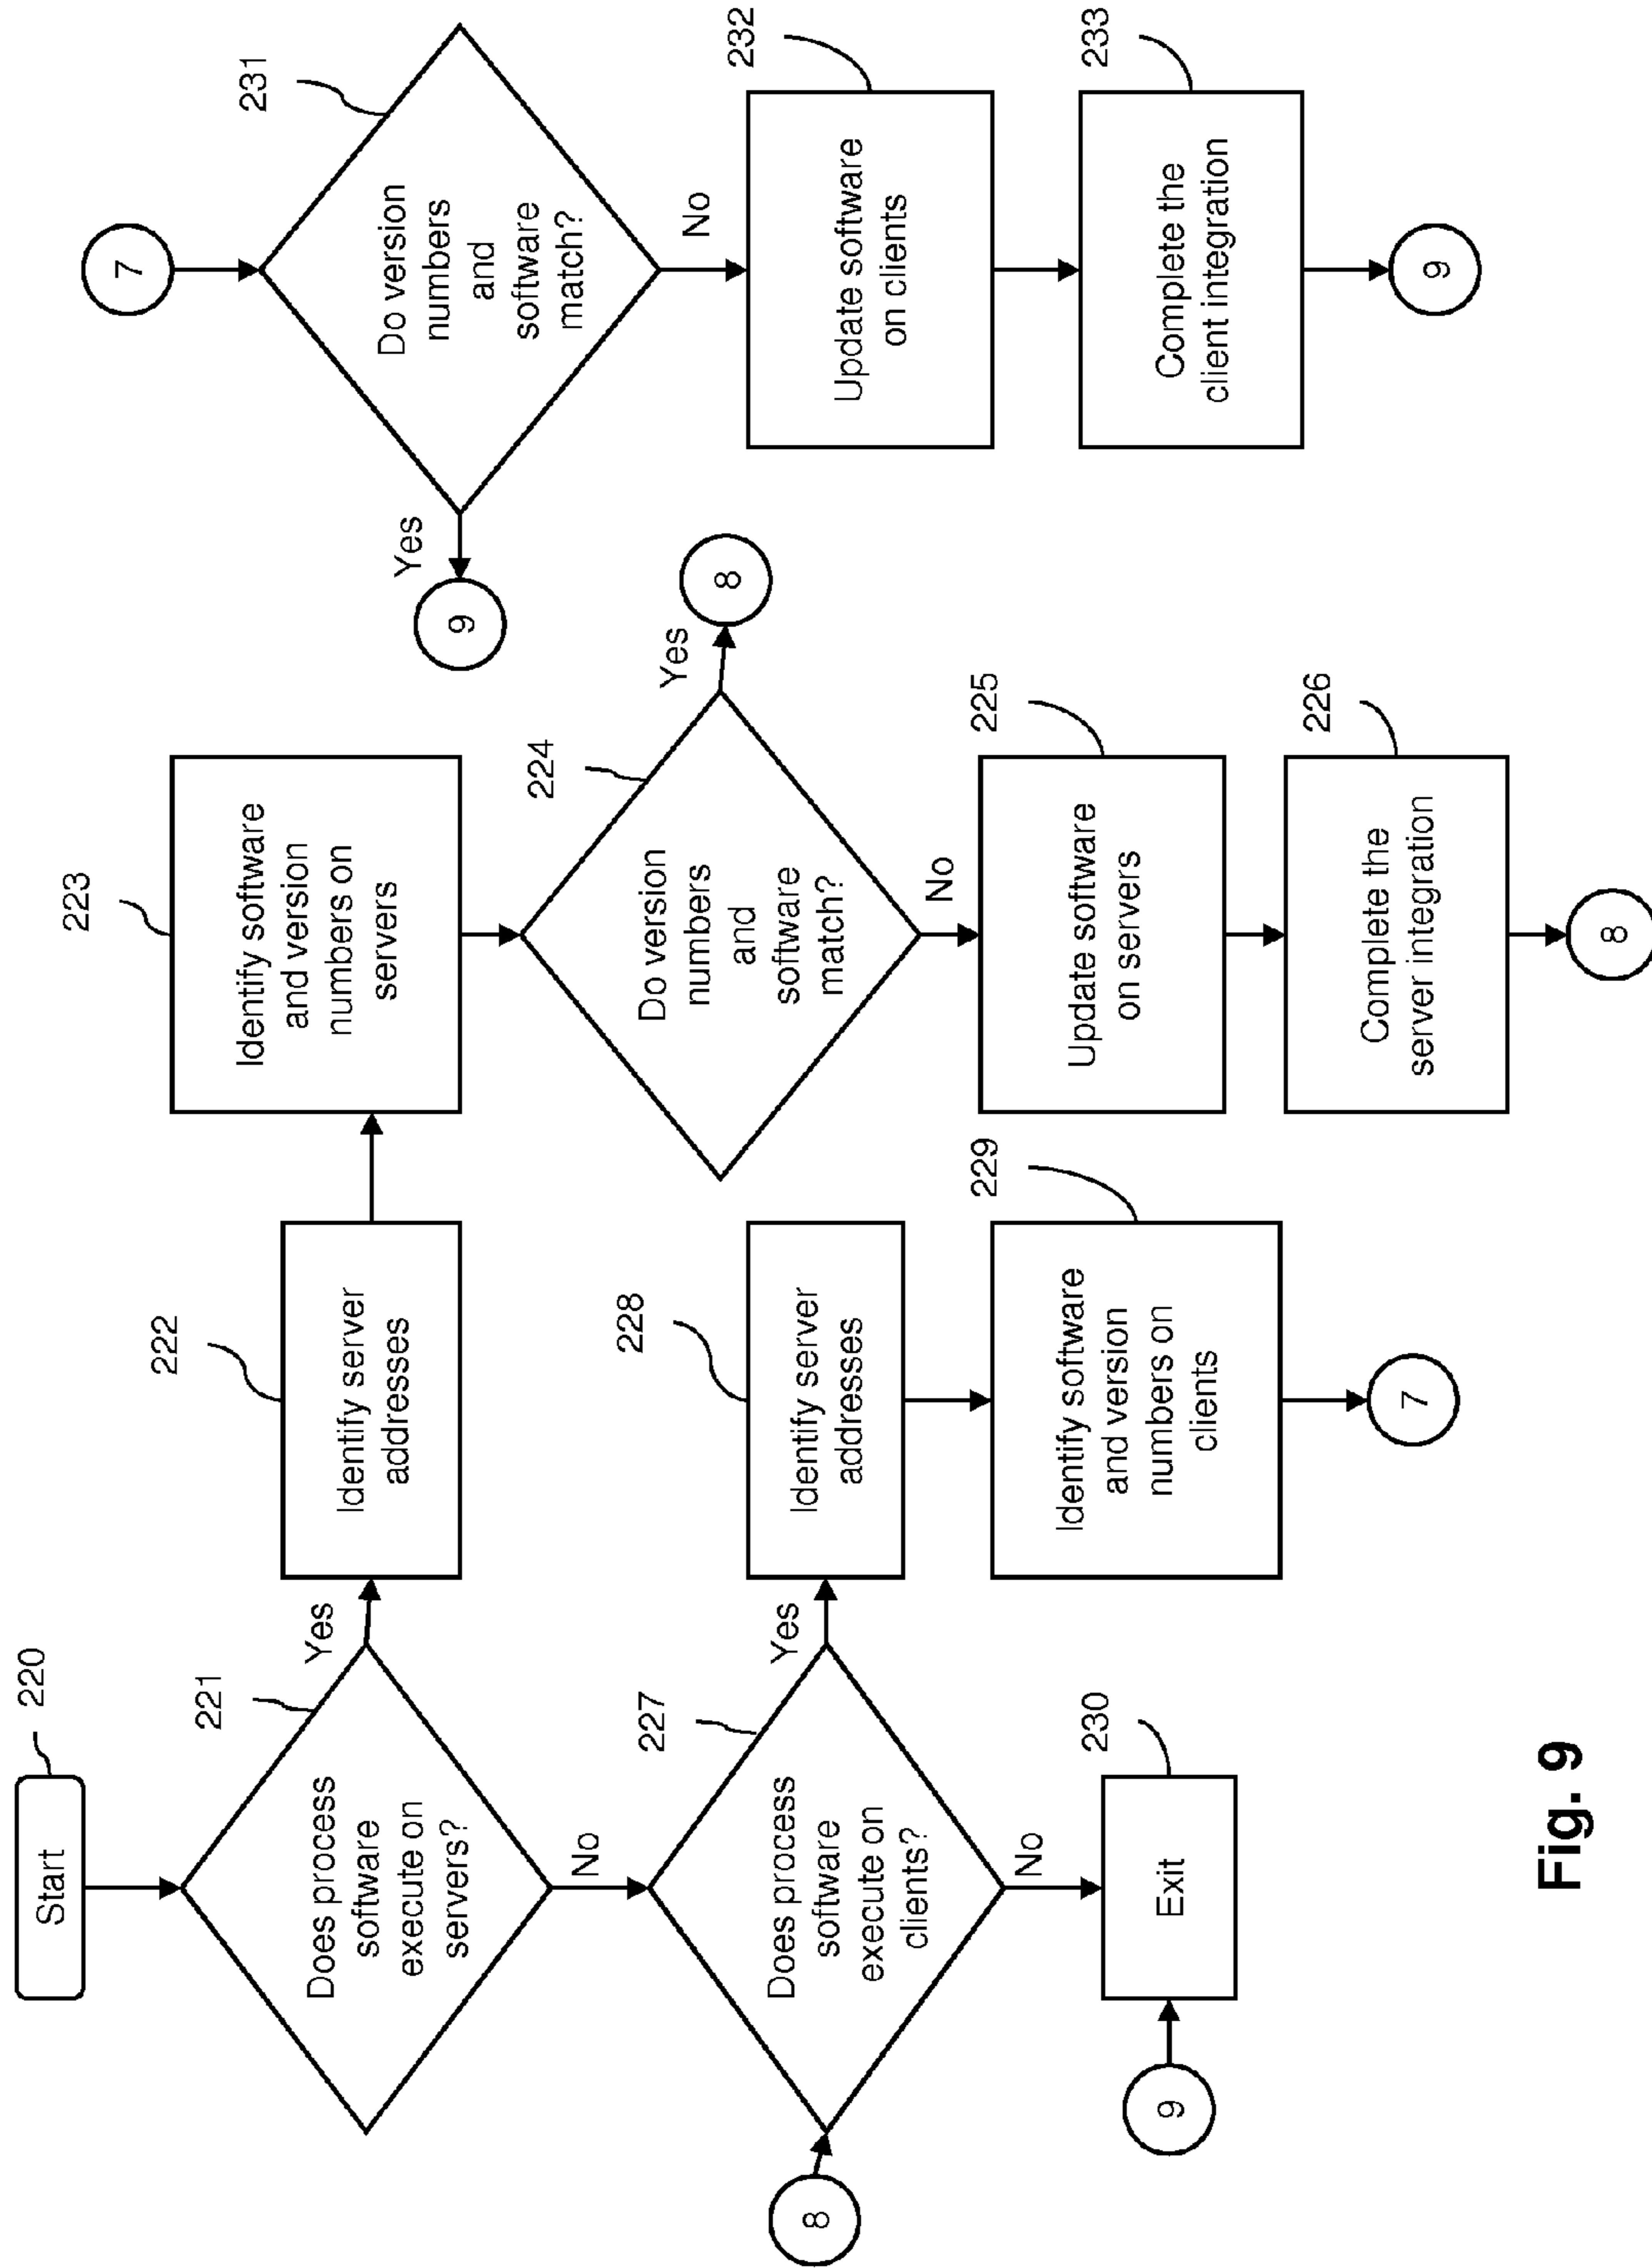 220
Start
221
Does process
software
execute on
servers?
Yes
No
222
Identify server
addresses
223
Identify software
and version
numbers on
servers
224
Do version
numbers
and
software
match?
Yes
8
No
225
Update software
on servers
226
Complete the
server integration
8
8
227
Does process
software
execute on
clients?
Yes
No
228
Identify server
addresses
229
Identify software
and version
numbers on
clients
7
9
230
Exit
7
231
Do version
numbers
and
software
match?
Yes
9
No
232
Update software
on clients
233
Complete the
client integration
9
Fig. 9